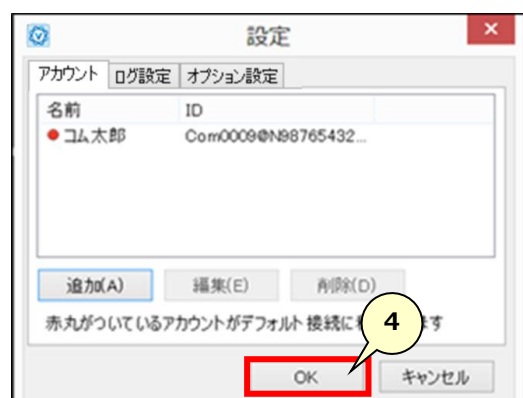 設定
アカウント ログ設定 オプション設定
名前 ID
コム太郎 Com0009@N98765432...
追加(A) 編集(E) 削除(D)
赤丸がついているアカウントがデフォルト接続に ます
4
OK キャンセル